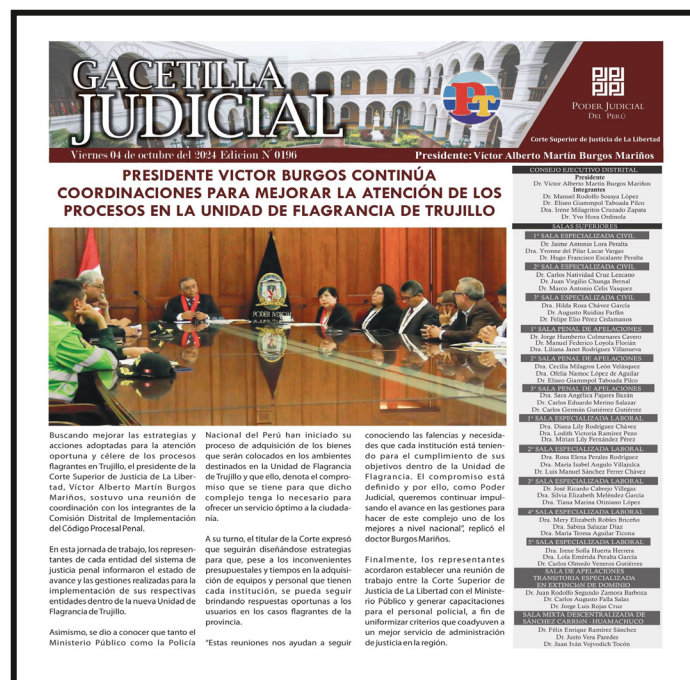 GACETILLA
JUDICIAL
PT
PODER JUDICIAL
DEL PERÚ
Corte Superior de Justicia de La Libertad
Viernes 04 de octubre del 2024 Edicion N°0196
Presidente: Víctor Alberto Martín Burgos Mariños
PRESIDENTE VICTOR BURGOS CONTINÚA
COORDINACIONES PARA MEJORAR LA ATENCIÓN DE LOS
PROCESOS EN LA UNIDAD DE FLAGRANCIA DE TRUJILLO
PODER JUDICIAL
Buscando mejorar las estrategias y
acciones adoptadas para la atención
oportuna y célere de los procesos
flagrantes en Trujillo, el presidente de la
Corte Superior de Justicia de La Liber-
tad, Víctor Alberto Martín Burgos
Mariños, sostuvo una reunión de
coordinación con los integrantes de la
Comisión Distrital de Implementación
del Código Procesal Penal.
En esta jornada de trabajo, los represen-
tantes de cada entidad del sistema de
justicia penal informaron el estado de
avance y las gestiones realizadas para la
implementación de sus respectivas
entidades dentro de la nueva Unidad de
Flagrancia de Trujillo.
Asimismo, se dio a conocer que tanto el
Ministerio Público como la Policía
Nacional del Perú han iniciado su
proceso de adquisición de los bienes
que serán colocados en los ambientes
destinados en la Unidad de Flagrancia
de Trujillo y que ello, denota el compro-
miso que se tiene para que dicho
complejo tenga lo necesario para
ofrecer un servicio óptimo a la ciudada-
nía.
A su turno, el titular de la Corte expresó
que seguirán diseñándose estrategias
para que, pese a los inconvenientes
presupuestales y tiempos en la adquisi-
ción de equipos y personal que tienen
cada institución, se pueda seguir
brindando respuestas oportunas a los
usuarios en los casos flagrantes de la
provincia.
"Estas reuniones nos ayudan a seguir
conociendo las falencias y necesida-
des que cada institución está tenien-
do para el cumplimiento de sus
objetivos dentro de la Unidad de
Flagrancia. El compromiso está
definido y por ello, como Poder
Judicial, queremos continuar impul-
sando el avance en las gestiones para
hacer de este complejo uno de los
mejores a nivel nacional", replicó el
doctor Burgos Mariños.
Finalmente, los representantes
acordaron establecer una reunión de
trabajo entre la Corte Superior de
Justicia de La Libertad con el Ministe-
rio Público y generar capacitaciones
para el personal policial, a fin de
uniformizar criterios que coadyuven a
un mejor servicio de administración
de justicia en la región.
CONSEJO EJECUTIVO DISTRITAL
Presidente
Dr. Víctor Alberto Martín Burgos Mariños
Integrantes
Dr. Manuel Rodolfo Sosaya López
Dr. Eliseo Giammpol Taboada Pilco
Dra. Irene Milagritos Cruzado Zapata
Dr. Yvo Hora Ordinola
SALAS SUPERIORES
1° SALA ESPECIALIZADA CIVIL
Dr. Jaime Antonio Lora Peralta
Dra. Yvonne del Pilar Lucar Vargas
Dr. Hugo Francisco Escalante Peralta
2° SALA ESPECIALIZADA CIVIL
Dr. Carlos Natividad Cruz Lezcano
Dr. Juan Virgilio Chunga Bernal
Dr. Marco Antonio Celis Vasquez
3° SALA ESPECIALIZADA CIVIL
Dra. Hilda Rosa Chávez García
Dr. Augusto Ruidias Farfán
Dr. Felipe Elio Pérez Cedamanos
1° SALA PENAL DE APELACIONES
Dr. Jorge Humberto Colmenares Cavero
Dr. Manuel Federico Loyola Florián
Dra. Liliana Janet Rodríguez Villanueva
2° SALA PENAL DE APELACIONES
Dra. Cecilia Milagros León Velásquez
Dra. Ofelia Namoc López de Aguilar
Dr. Eliseo Giammpol Taboada Pilco
3° SALA PENAL DE APELACIONES
Dra. Sara Angélica Pajares Bazán
Dr. Carlos Eduardo Merino Salazar
Dr. Carlos Germán Gutiérrez Gutiérrez
1° SALA ESPECIALIZADA LABORAL
Dra. Diana Lily Rodríguez Chávez
Dra. Lodith Victoria Ramírez Pezo
Dra. Mirian Lily Fernández Pérez
2° SALA ESPECIALIZADA LABORAL
Dra. Rosa Elena Perales Rodríguez
Dra. María Isabel Angulo Villajulca
Dr. Luis Manuel Sánchez Ferrer Chávez
3° SALA ESPECIALIZADA LABORAL
Dr. José Ricardo Cabrejo Villegas
Dra. Silvia Elizabeth Meléndez García
Dra. Tiana Marina Otiniano López
4° SALA ESPECIALIZADA LABORAL
Dra. Mery Elizabeth Robles Briceño
Dra. Sabina Salazar Díaz
Dra. María Teresa Aguilar Ticona
5° SALA ESPECIALIZADA LABORAL
Dra. Irene Sofía Huerta Herrera
Dra. Lola Emérida Peralta García
Dr. Carlos Olmedo Veneros Gutiérrez
SALA DE APELACIONES
TRANSITORIA ESPECIALIZADA
EN EXTINCIóN DE DOMINIO
Dr. Juan Rodolfo Segundo Zamora Barboza
Dr. Carlos Augusto Falla Salas
Dr. Jorge Luis Rojas Cruz
SALA MIXTA DESCENTRALIZADA DE
SÁNCHEZ CARRIóN - HUAMACHUCO
Dr. Félix Enrique Ramírez Sánchez
Dr. Justo Vera Paredes
Dr. Juan Iván Vojvodich Tocón